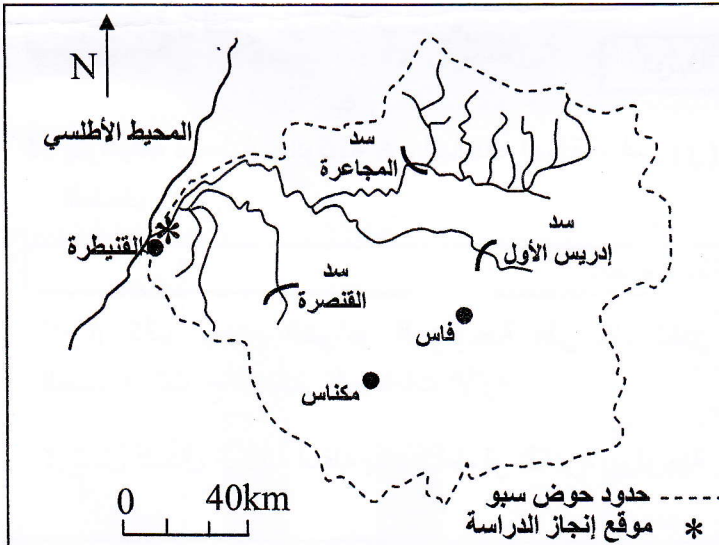 N
المحيط الأطلسي
سد
المجاعرة
سد
إدريس الأول
القنيطرة
سد
القنصرة
فاس
مكناس
0 40km
حدود حوض سبو
موقع إنجاز الدراسة